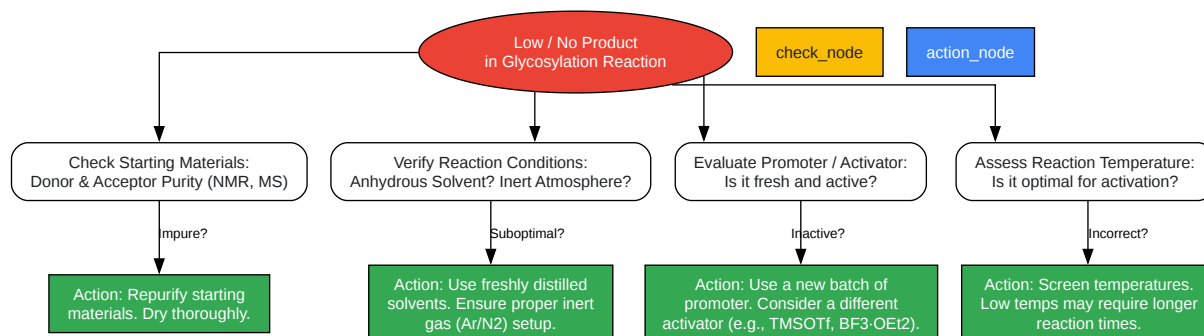 Low / No Product
in Glycosylation Reaction
check_node
action_node
Check Starting Materials:
Donor & Acceptor Purity (NMR, MS)
Verify Reaction Conditions:
Anhydrous Solvent? Inert Atmosphere?
Evaluate Promoter / Activator:
Is it fresh and active?
Assess Reaction Temperature:
Is it optimal for activation?
Impure?
Suboptimal?
Inactive?
Incorrect?
Action: Repurify starting
materials. Dry thoroughly.
Action: Use freshly distilled
solvents. Ensure proper inert
gas (Ar/N2) setup.
Action: Use a new batch of
promoter. Consider a different
activator (e.g., TMSOTf, BF3·OEt2).
Action: Screen temperatures.
Low temps may require longer
reaction times.